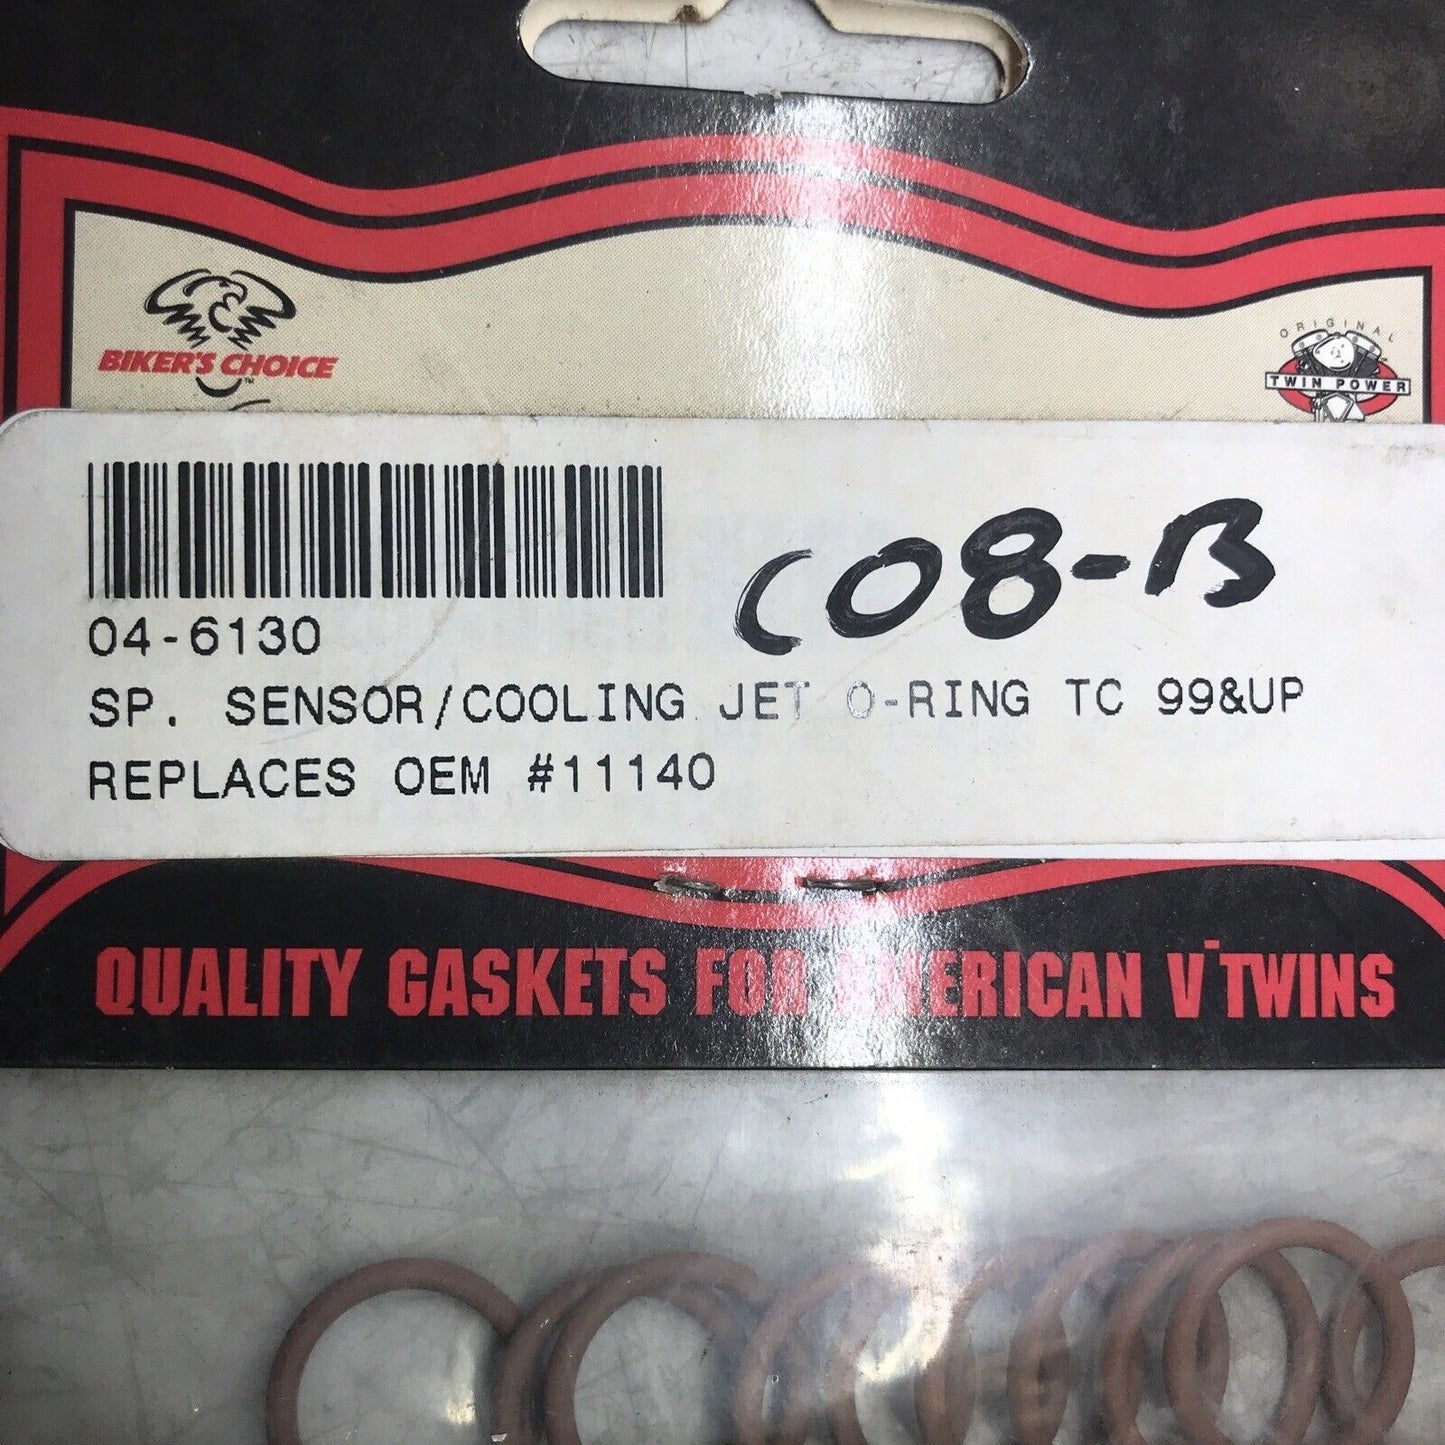 BIKER'S CHOICE™
ORIGINAL
TWIN POWER
C08-B
04-6130
SP. SENSOR/COOLING JET O-RING TC 99&UP
REPLACES OEM #11140
QUALITY GASKETS FOR AMERICAN V-TWINS